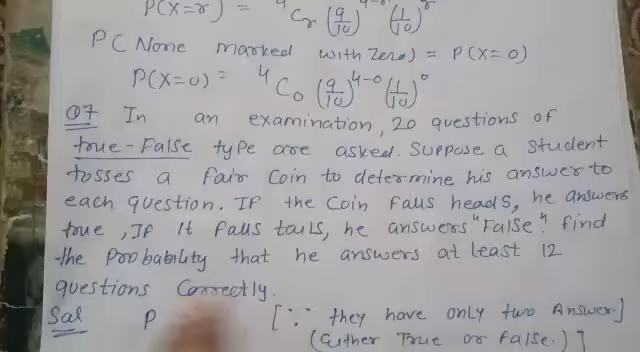 P(X=r) = ⁴Cᵣ (9/10)⁴⁻ʳ (1/10)ʳ
P( None marked with zero) = P(X=0)
P(X=0) = ⁴C₀ (9/10)⁴⁻⁰ (1/10)⁰
Q7 In an examination, 20 questions of
true-False type are asked. Suppose a student
tosses a fair coin to determine his answer to
each question. If the coin falls heads, he answers
true, If it falls tails, he answers "False". find
the probability that he answers at least 12
questions Correctly.
Sol P [∵ they have only two Answer.]
(either True or false.)]